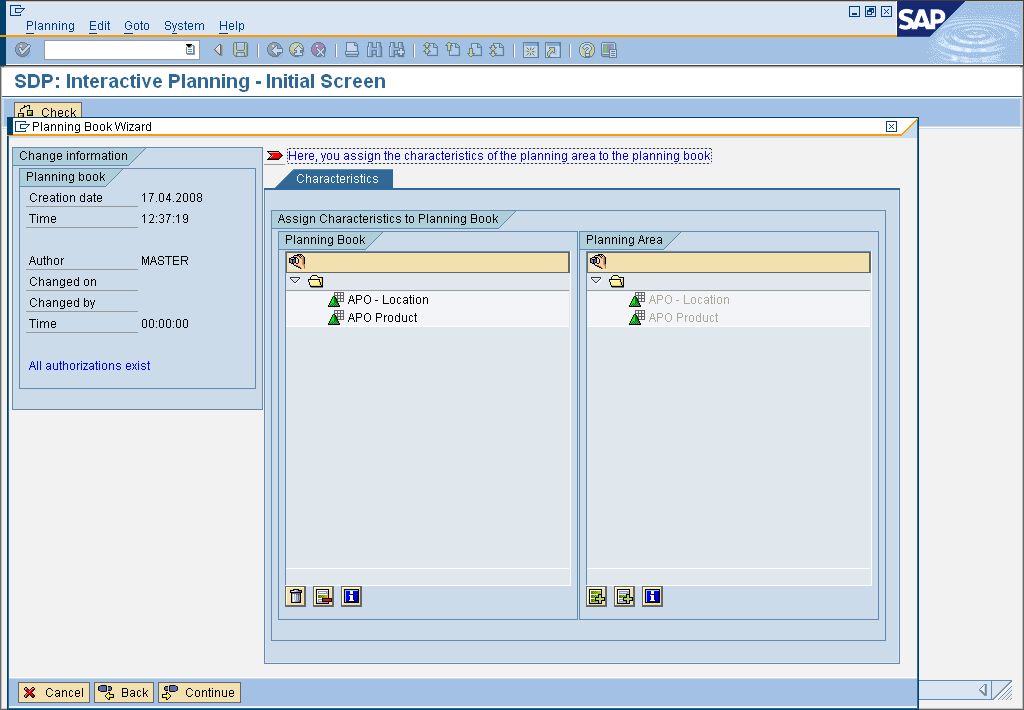 Planning Edit Goto System Help
SAP
SDP: Interactive Planning - Initial Screen
Check
Planning Book Wizard
Change information
Planning book
Creation date 17.04.2008
Time 12:37:19
Author MASTER
Changed on
Changed by
Time 00:00:00
All authorizations exist
Here, you assign the characteristics of the planning area to the planning book
Characteristics
Assign Characteristics to Planning Book
Planning Book
APO - Location
APO Product
Planning Area
APO - Location
APO Product
Cancel Back Continue